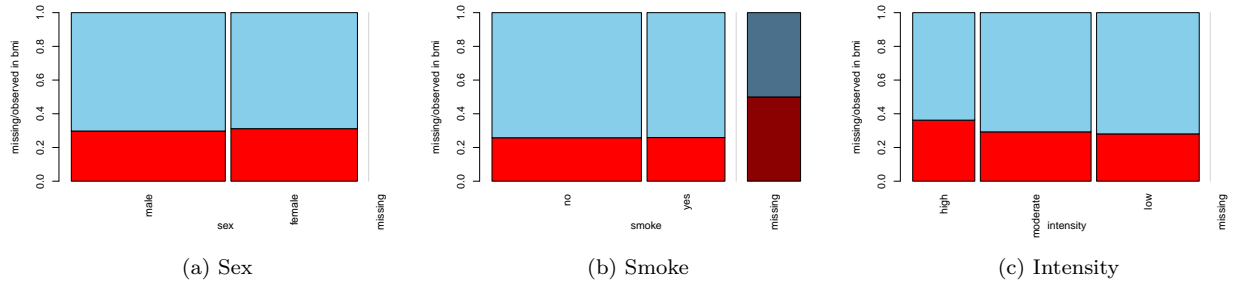 missing/observed in bmi
1.0
0.8
0.6
0.4
0.2
0.0
male
female
missing
sex
(a) Sex
missing/observed in bmi
1.0
0.8
0.6
0.4
0.2
0.0
no
yes
missing
smoke
(b) Smoke
missing/observed in bmi
1.0
0.8
0.6
0.4
0.2
0.0
high
moderate
low
missing
intensity
(c) Intensity